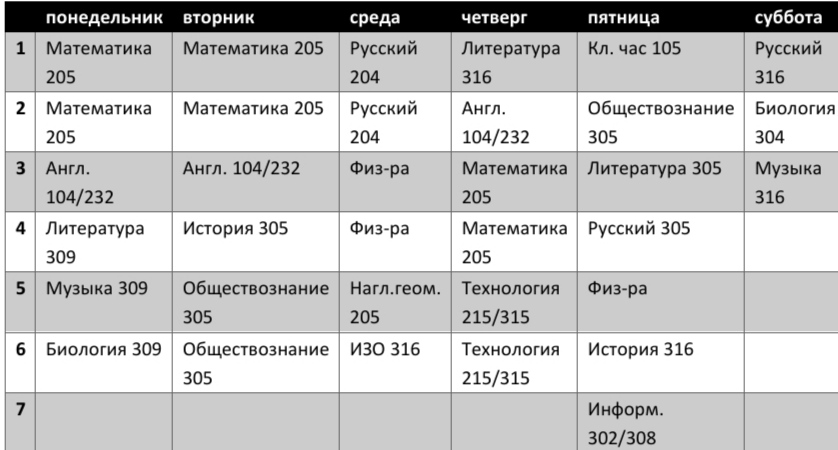 понедельник вторник среда четверг пятница суббота
1 Математика Математика 205 Русский Литература Кл. час 105 Русский
205 204 316 316
2 Математика Математика 205 Русский Англ. Обществознание Биология
205 204 104/232 305 304
3 Англ. Англ. 104/232 Физ-ра Математика Литература 305 Музыка
104/232 205 316
4 Литература История 305 Физ-ра Математика Русский 305
309 205
5 Музыка 309 Обществознание Нагл.геом. Технология Физ-ра
305 205 215/315
6 Биология 309 Обществознание ИЗО 316 Технология История 316
305 215/315
7 Информ.
302/308